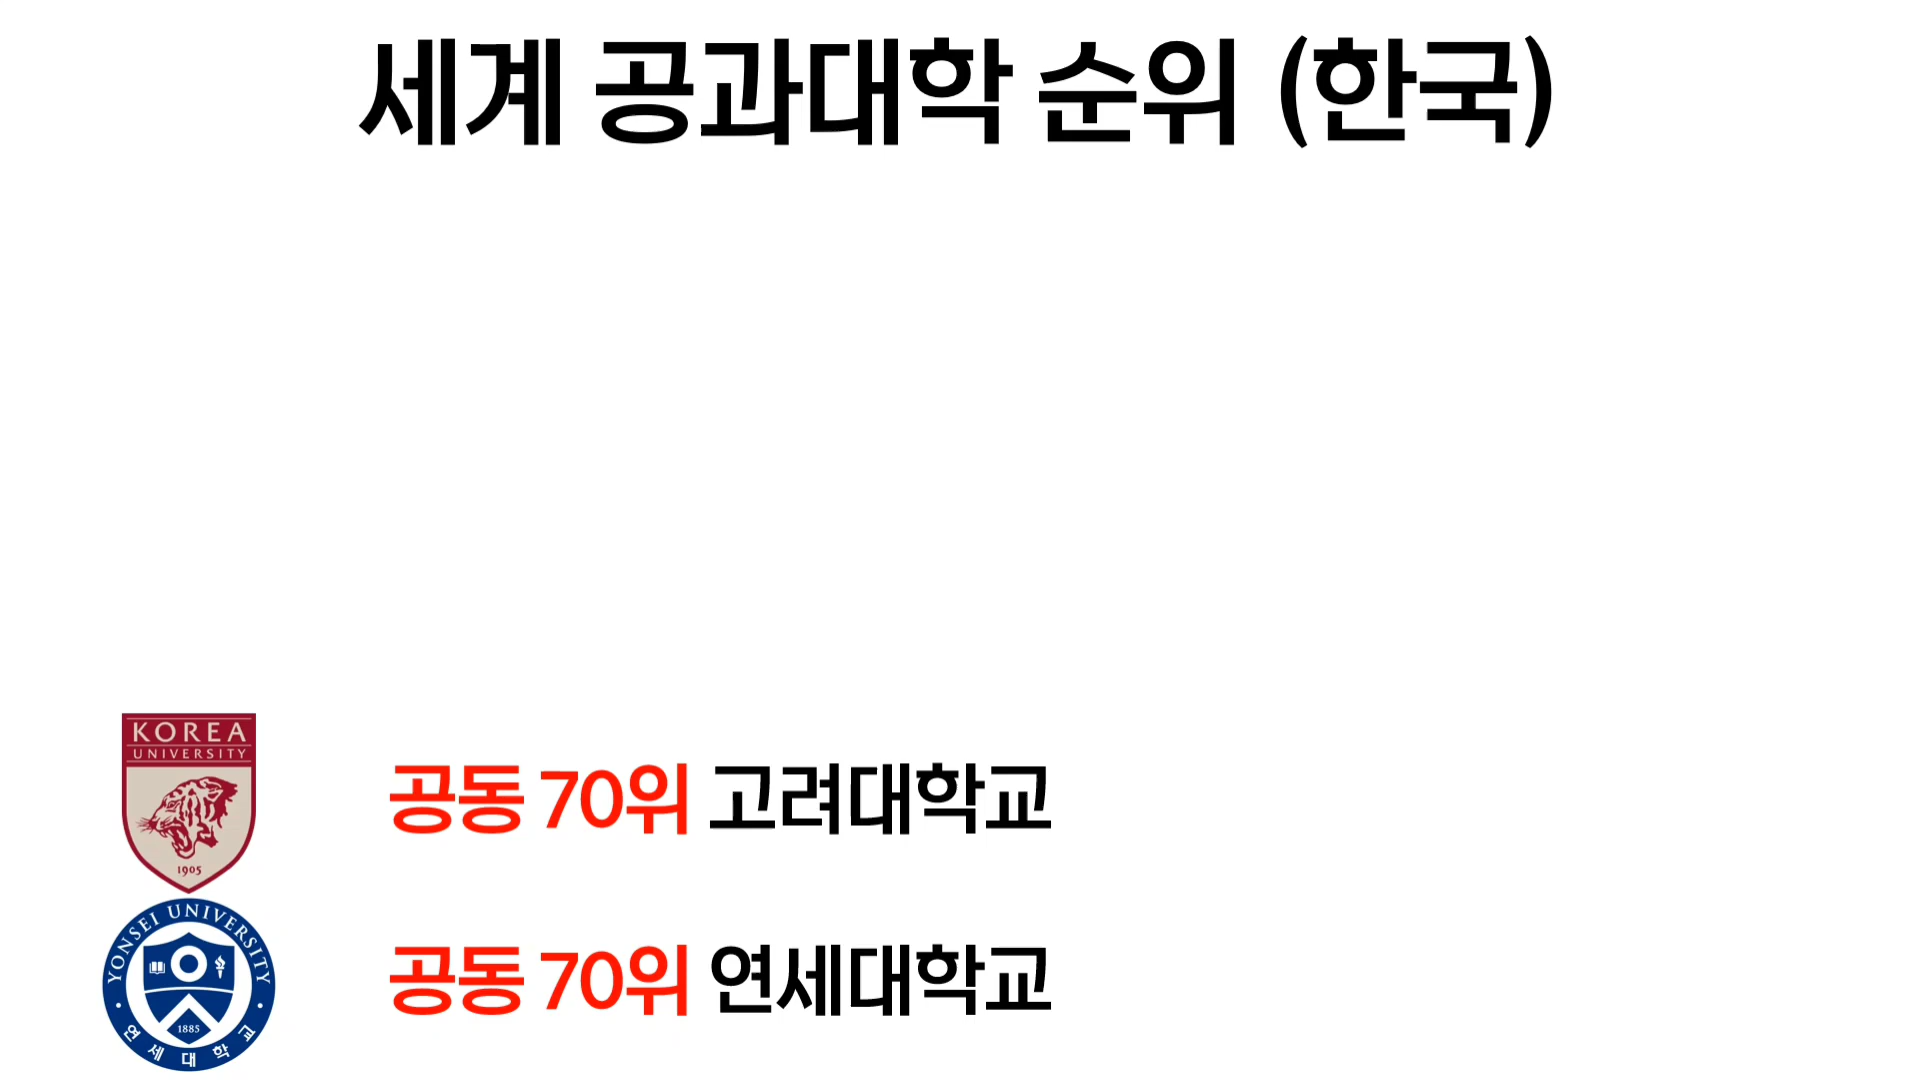 세계 공과대학 순위 (한국)
KOREA
UNIVERSITY
1905
공동 70위 고려대학교
YONSEI UNIVERSITY
1885
연세대학교
공동 70위 연세대학교